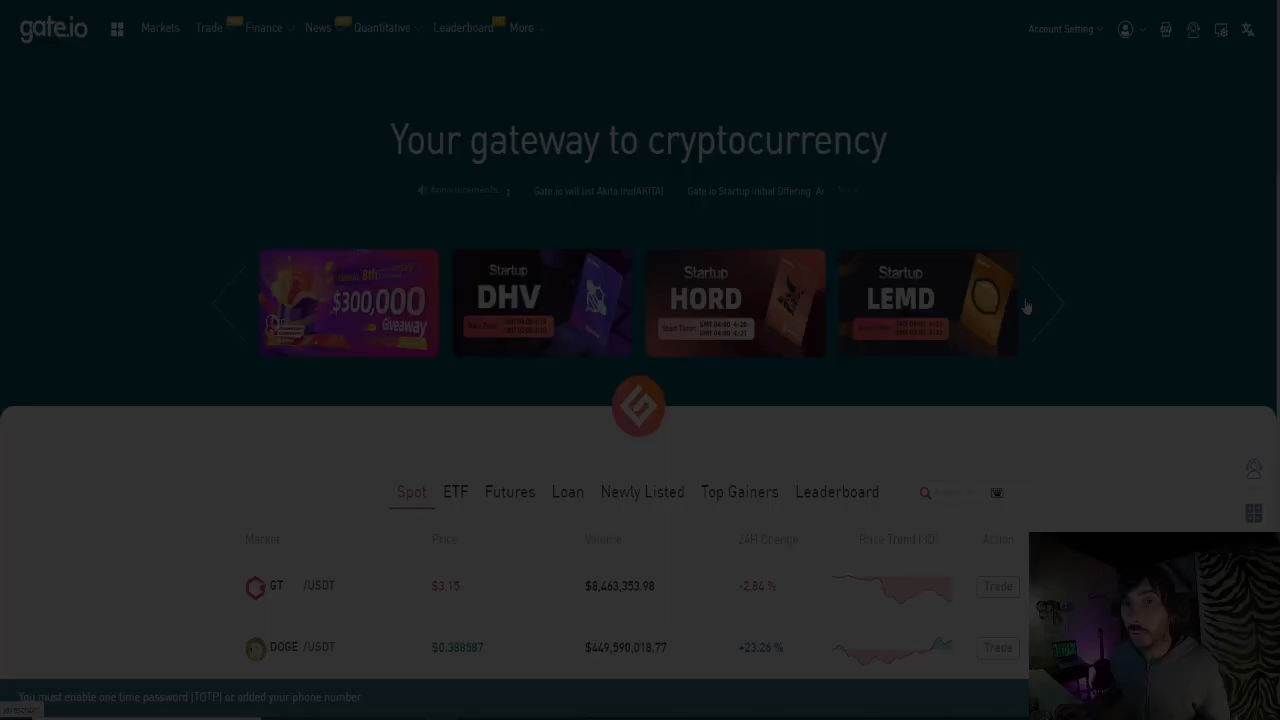 gate.io Markets Trade Finance News Quantitative Leaderboard More Account Setting
Your gateway to cryptocurrency
Announcements: Gate.io will list Akita Inu(AKITA) Gate.io Startup Initial Offering
8th
$300,000
Giveaway
Startup
DHV
Startup
HORD
Startup
LEMD
Spot ETF Futures Loan Newly Listed Top Gainers Leaderboard
Market Price Volume 24H Change Price Trend (3D) Action
GT /USDT $3.15 $8,463,353.98 -2.84 % Trade
DOGE /USDT $0.388587 $449,590,018.77 +23.26 % Trade
You must enable one time password (TOTP) or added your phone number